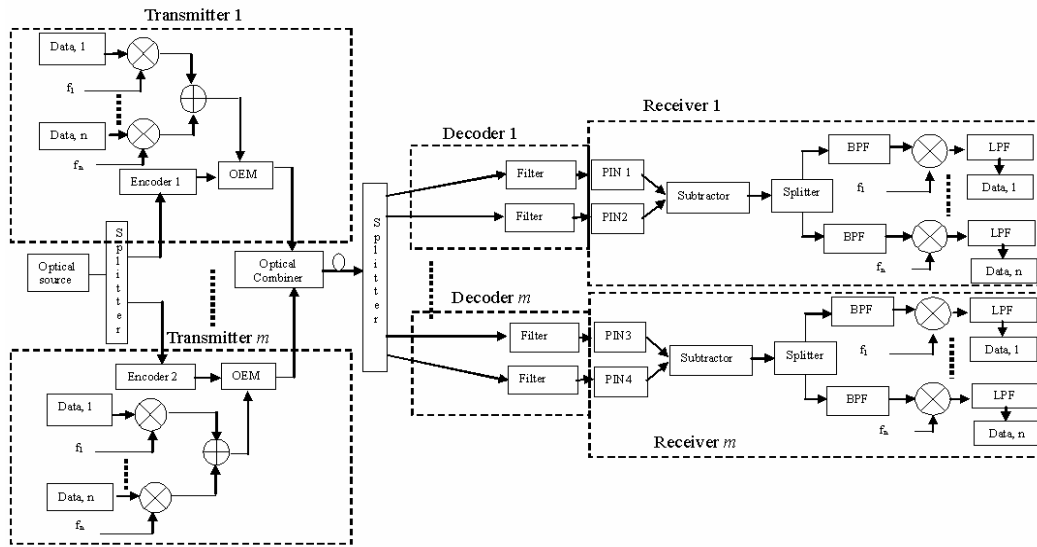 Transmitter 1
Data, 1
f1
Data, n
fn
Encoder 1
OEM
Optical source
Splitter
Optical Combiner
Transmitter m
Encoder 2
OEM
Data, 1
f1
Data, n
fn
Splitter
Decoder 1
Filter
Filter
Decoder m
Filter
Filter
Receiver 1
PIN 1
PIN2
Subtractor
Splitter
BPF
f1
LPF
Data, 1
BPF
fn
LPF
Data, n
PIN3
PIN4
Subtractor
Splitter
BPF
f1
LPF
Data, 1
BPF
fn
LPF
Data, n
Receiver m